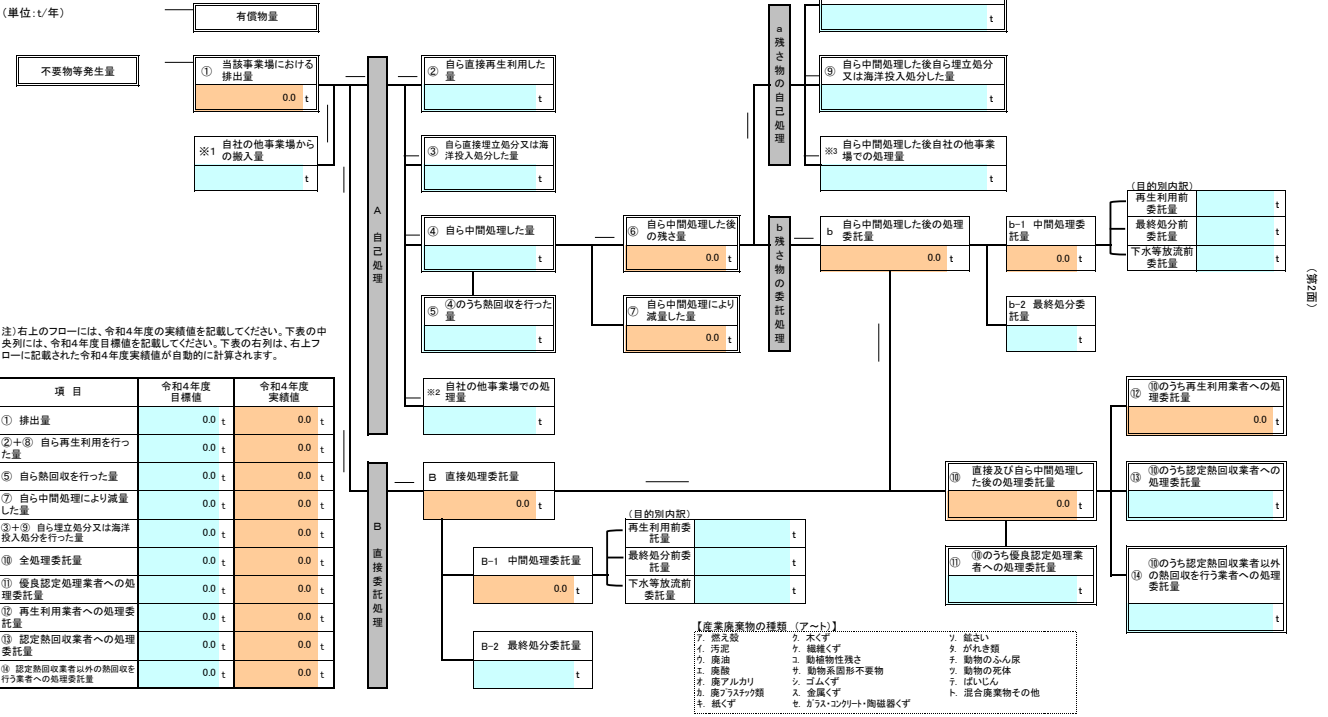 (単位:t/年)
有償物量
t
不要物等発生量
① 当該事業場における
排出量
0.0 t
※1 自社の他事業場から
の搬入量
t
A 自己処理
② 自ら直接再生利用した
量
t
③ 自ら直接埋立処分又は海
洋投入処分した量
t
④ 自ら中間処理した量
t
⑤ ④のうち熱回収を行った
量
t
※2 自社の他事業場での処
理量
t
⑥ 自ら中間処理した後
の残さ量
0.0 t
⑦ 自ら中間処理により
減量した量
0.0 t
a 残さ物の自己処理
⑨ 自ら中間処理した後自ら埋立処分
又は海洋投入処分した量
t
※3 自ら中間処理した後自社の他事業
場での処理量
t
b 残さ物の委託処理
b 自ら中間処理した後の処理
委託量
0.0 t
b-1 中間処理委
託量
0.0 t
b-2 最終処分委
託量
t
(目的別内訳)
再生利用前
委託量 t
最終処分前
委託量 t
下水等放流前
委託量 t
(第2面)
注)右上のフローには、令和4年度の実績値を記載してください。下表の中
央列には、令和4年度目標値を記載してください。下表の右列は、右上フ
ローに記載された令和4年度実績値が自動的に計算されます。
項 目 令和4年度
目標値 令和4年度
実績値
① 排出量 0.0 t 0.0 t
②+⑧ 自ら再生利用を行っ
た量 0.0 t 0.0 t
⑤ 自ら熱回収を行った量 0.0 t 0.0 t
⑦ 自ら中間処理により減量
した量 0.0 t 0.0 t
③+⑨ 自ら埋立処分又は海洋
投入処分を行った量 0.0 t 0.0 t
⑩ 全処理委託量 0.0 t 0.0 t
⑪ 優良認定処理業者への処
理委託量 0.0 t 0.0 t
⑫ 再生利用業者への処理委
託量 0.0 t 0.0 t
⑬ 認定熱回収業者への処理
委託量 0.0 t 0.0 t
⑭ 認定熱回収業者以外の熱回収を
行う業者への処理委託量 0.0 t 0.0 t
B 直接委託処理
B 直接処理委託量
0.0 t
B-1 中間処理委託量
0.0 t
B-2 最終処分委託量
t
(目的別内訳)
再生利用前委
託量 t
最終処分前委
託量 t
下水等放流前
委託量 t
⑩ 直接及び自ら中間処理し
た後の処理委託量
0.0 t
⑪ ⑩のうち優良認定処理業
者への処理委託量
t
⑫ ⑩のうち再生利用業者への処
理委託量
0.0 t
⑬ ⑩のうち認定熱回収業者への
処理委託量
t
⑭ ⑩のうち認定熱回収業者以外
の熱回収を行う業者への処理
委託量
t
【産業廃棄物の種類 (ア~ト)】
ア. 燃え殻 ク. 木くず ソ. 鉱さい
イ. 汚泥 ケ. 繊維くず タ. がれき類
ウ. 廃油 コ. 動植物性残さ チ. 動物のふん尿
エ. 廃酸 サ. 動物系固形不要物 ツ. 動物の死体
オ. 廃アルカリ シ. ゴムくず テ. ばいじん
カ. 廃プラスチック類 ス. 金属くず ト. 混合廃棄物その他
キ. 紙くず セ. ガラス・コンクリート・陶磁器くず